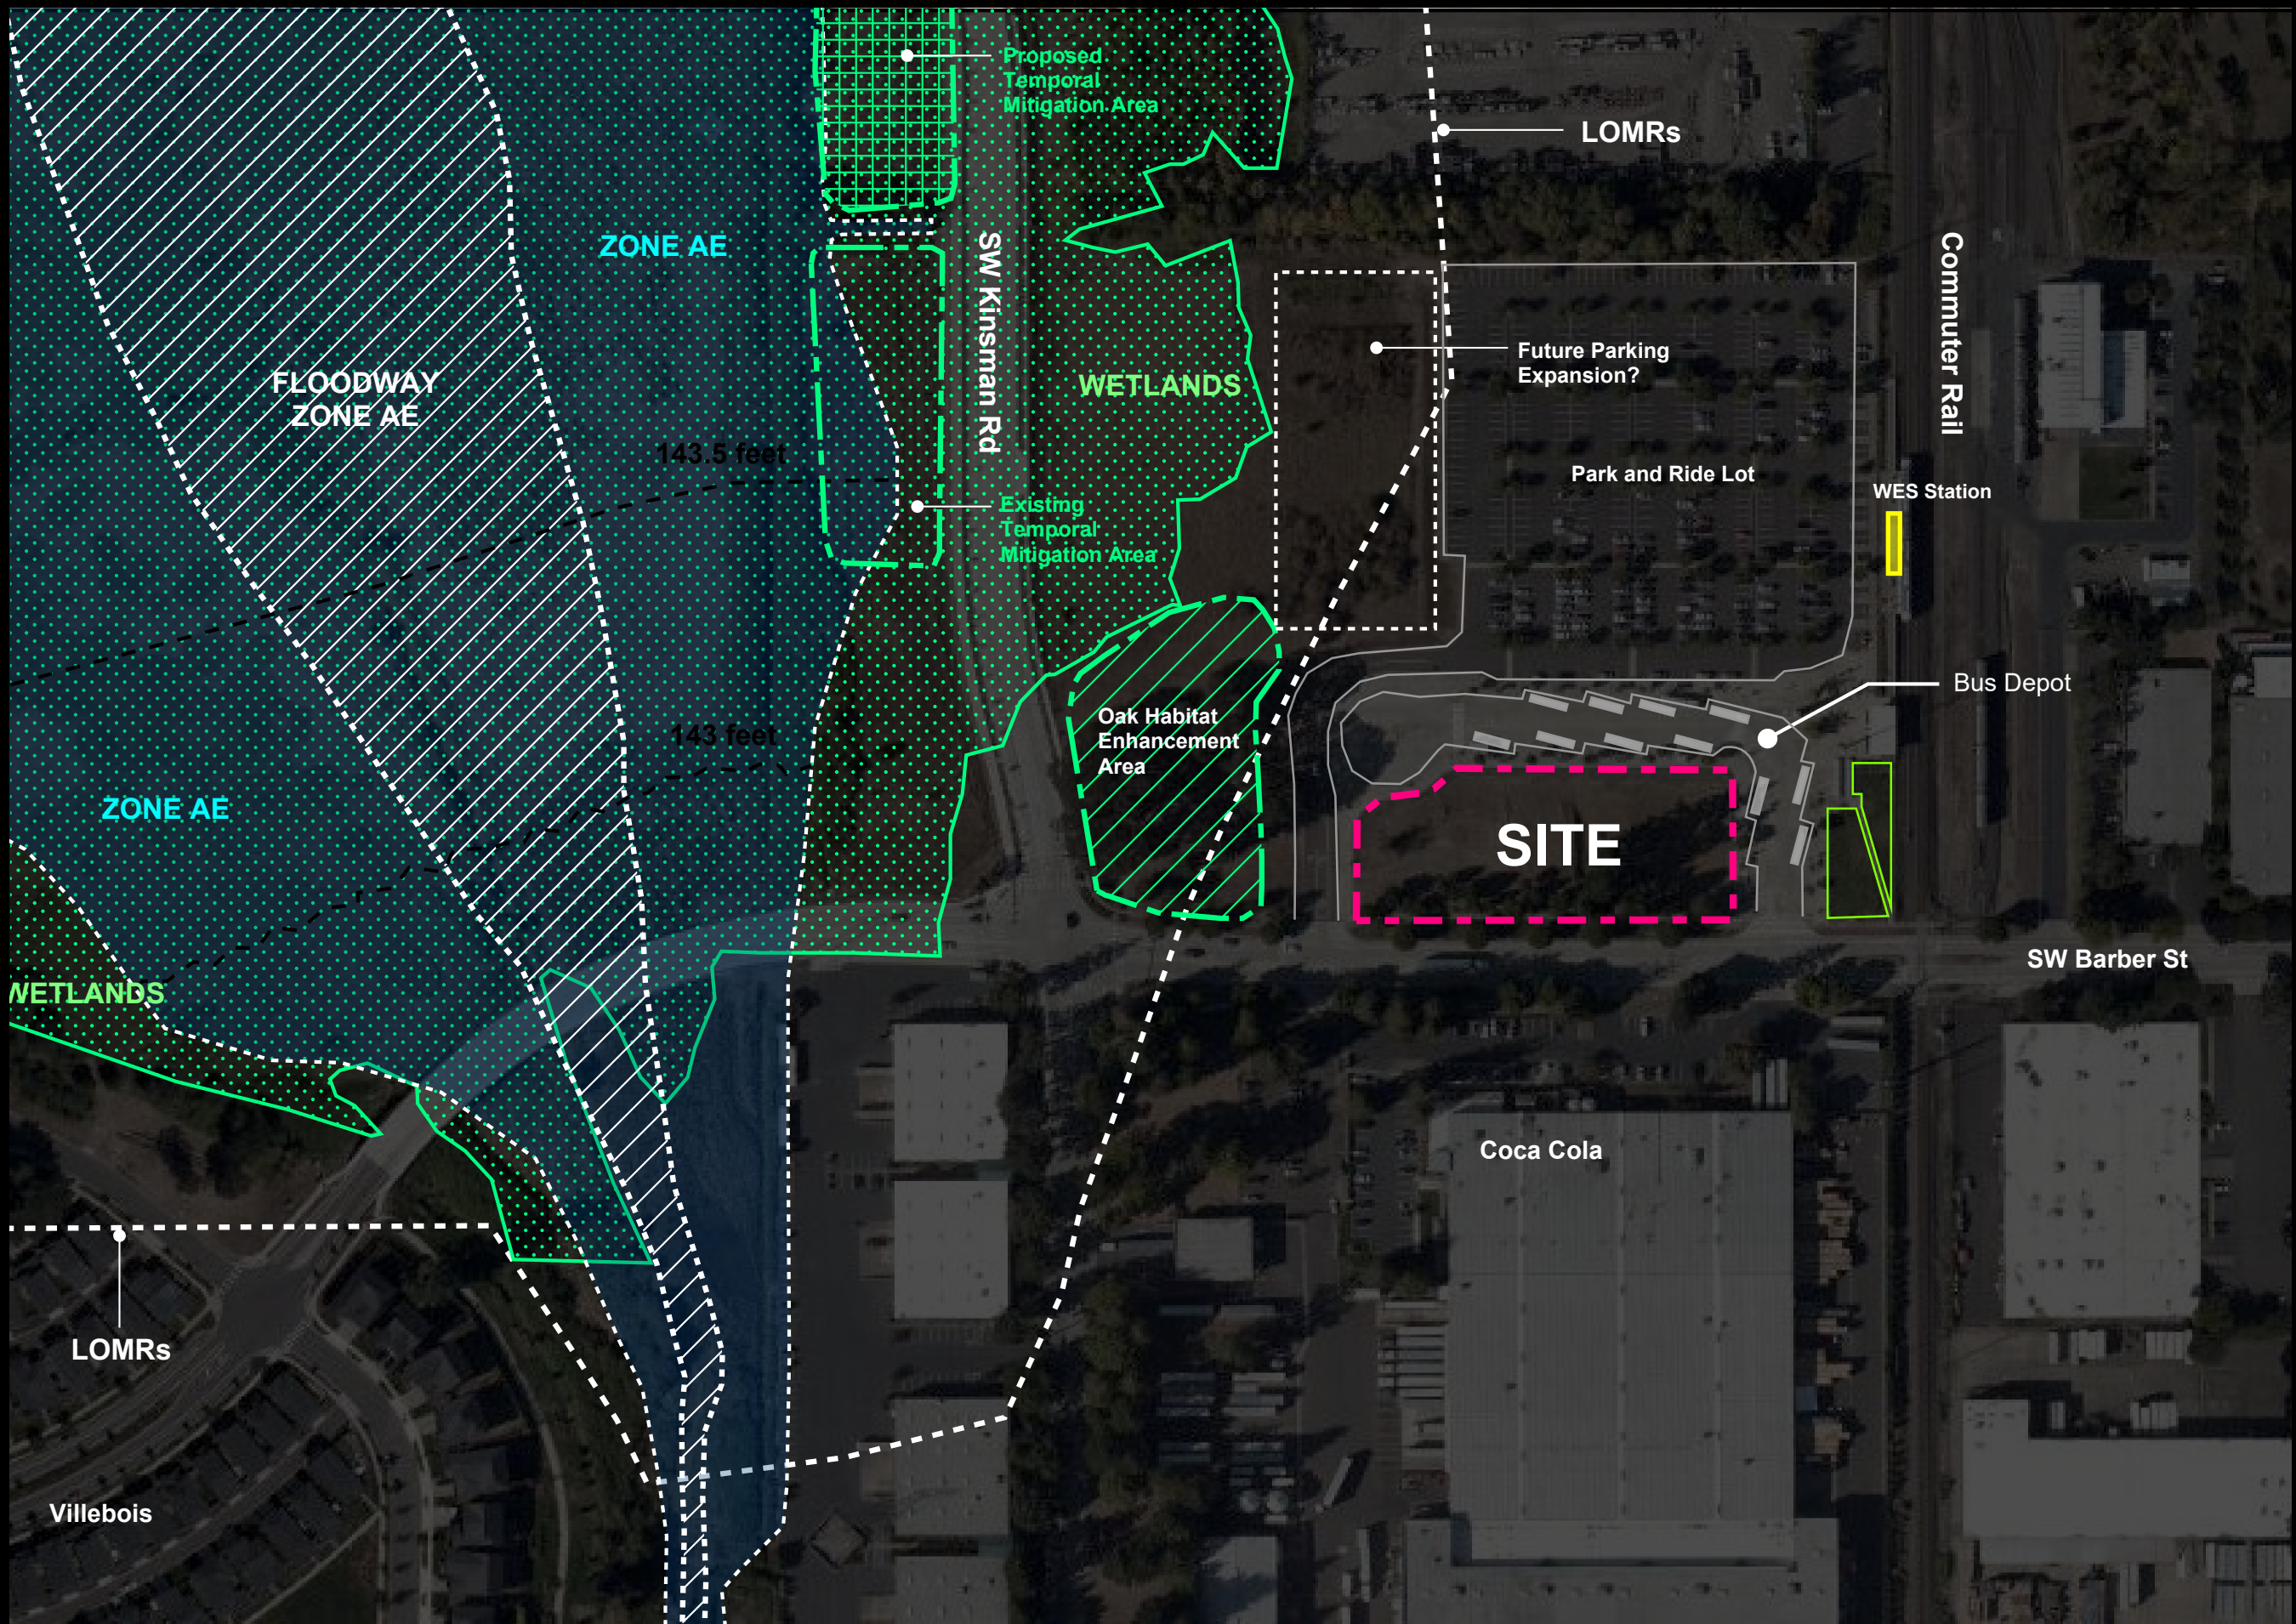 Proposed
Temporal
Mitigation Area
LOMRs
ZONE AE
SW Kinsman Rd
Commuter Rail
FLOODWAY
ZONE AE
WETLANDS
Future Parking
Expansion?
143.5 feet
Park and Ride Lot
WES Station
Existing
Temporal
Mitigation Area
Bus Depot
Oak Habitat
Enhancement
Area
143 feet
ZONE AE
SITE
SW Barber St
WETLANDS
Coca Cola
LOMRs
Villebois